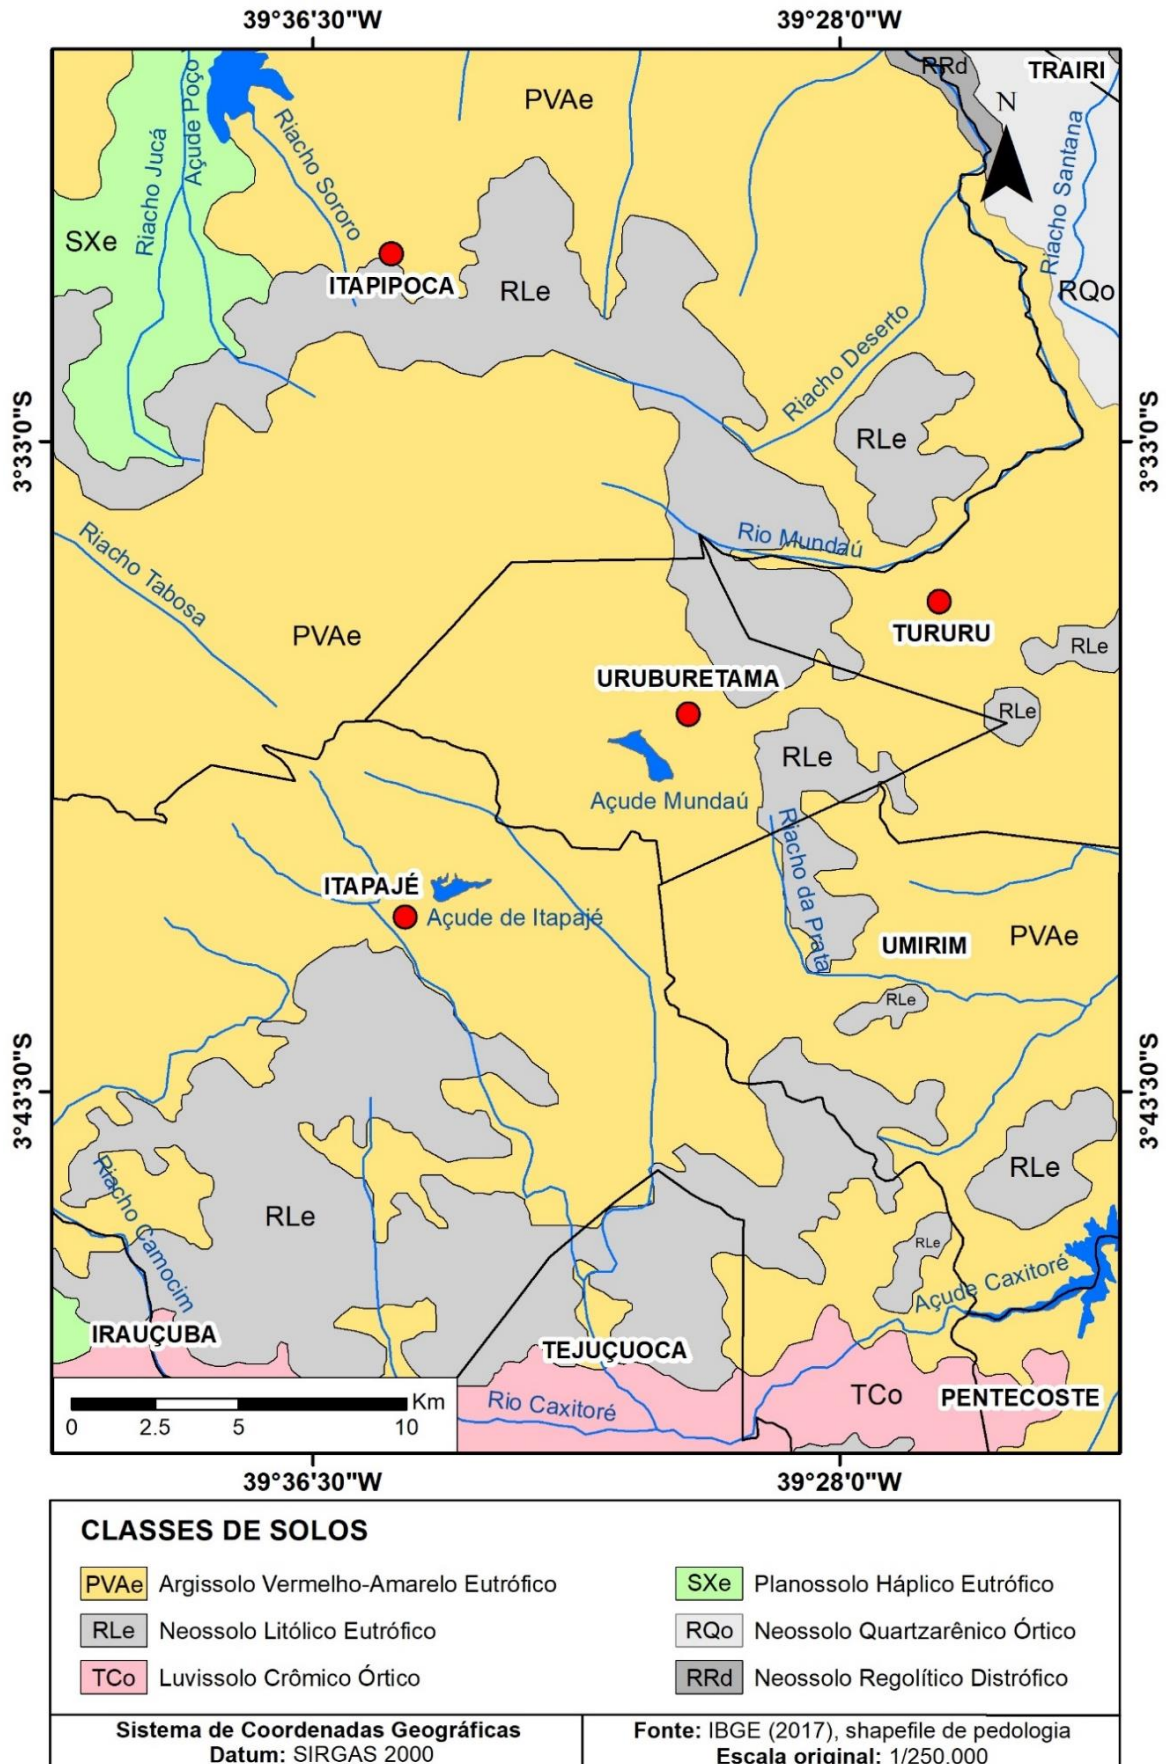 39°36'30"W 39°28'0"W
RRd
TRAIRI
PVAe
N
Açude Poço
Riacho Jucá
Riacho Sororo
Riacho Santana
SXe
ITAPIPOCA
RLe
RQo
Riacho Deserto
3°33'0"S
RLe
3°33'0"S
Rio Mundaú
Riacho Tabosa
PVAe
TURURU
RLe
URUBURETAMA
RLe
RLe
Açude Mundaú
Riacho da Prata
ITAPAJÉ
Açude de Itapajé
UMIRIM
PVAe
RLe
3°43'30"S
3°43'30"S
RLe
Riacho Camocim
RLe
RLe
Açude Caxitoré
IRAUÇUBA
TEJUÇUOCA
TCo
PENTECOSTE
Rio Caxitoré
Km
0 2.5 5 10
39°36'30"W 39°28'0"W
CLASSES DE SOLOS
PVAe Argissolo Vermelho-Amarelo Eutrófico
RLe Neossolo Litólico Eutrófico
TCo Luvissolo Crômico Órtico
SXe Planossolo Háplico Eutrófico
RQo Neossolo Quartzarênico Órtico
RRd Neossolo Regolítico Distrófico
Sistema de Coordenadas Geográficas
Datum: SIRGAS 2000
Fonte: IBGE (2017), shapefile de pedologia
Escala original: 1/250.000